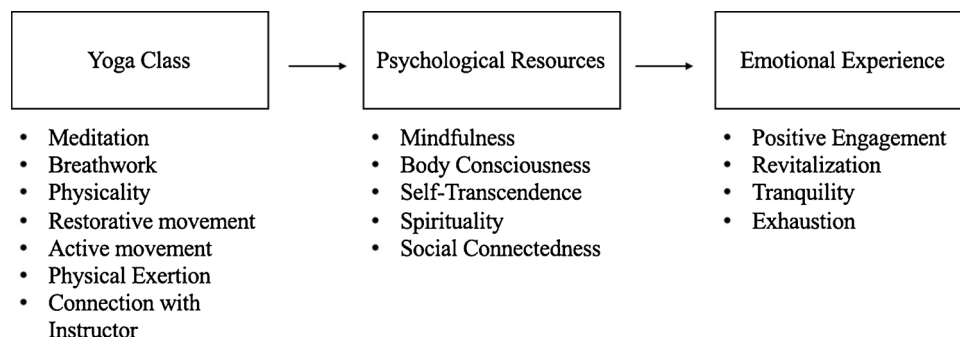 Yoga Class
Psychological Resources
Emotional Experience
• Meditation
• Breathwork
• Physicality
• Restorative movement
• Active movement
• Physical Exertion
• Connection with
Instructor
• Mindfulness
• Body Consciousness
• Self-Transcendence
• Spirituality
• Social Connectedness
• Positive Engagement
• Revitalization
• Tranquility
• Exhaustion